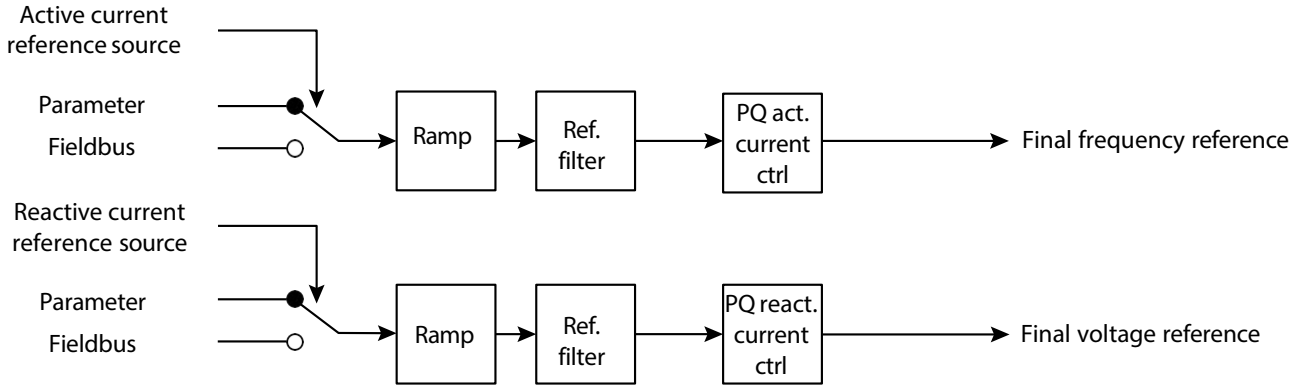 Active current
reference source
Parameter
Fieldbus
Ramp
Ref.
filter
PQ act.
current
ctrl
Final frequency reference
Reactive current
reference source
Parameter
Fieldbus
Ramp
Ref.
filter
PQ react.
current
ctrl
Final voltage reference